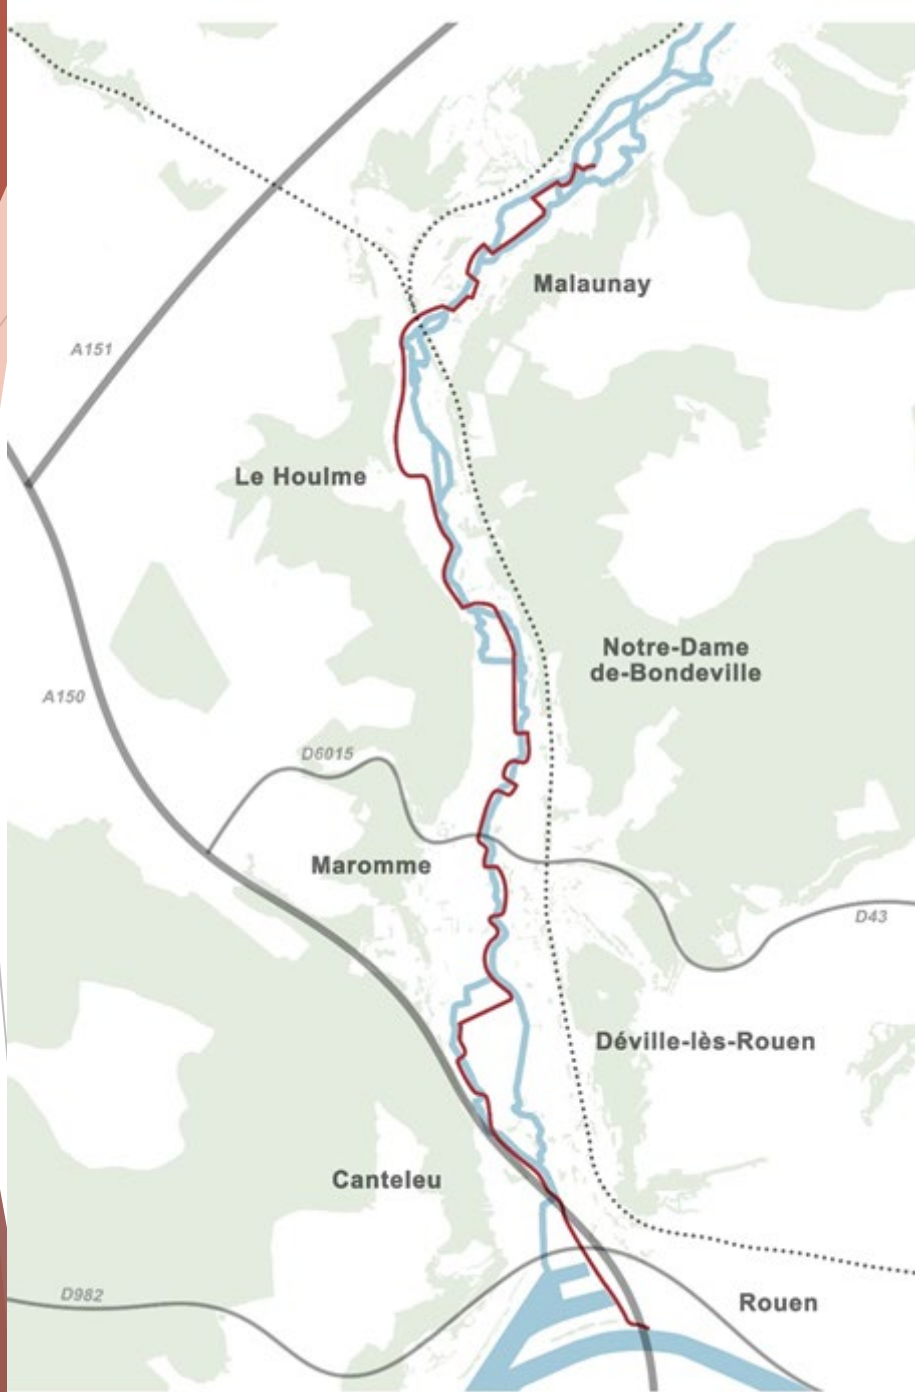 Malaunay
A151
Le Houlme
Notre-Dame
de-Bondeville
A150
D6015
Maromme
D43
Déville-lès-Rouen
Canteleu
D982
Rouen